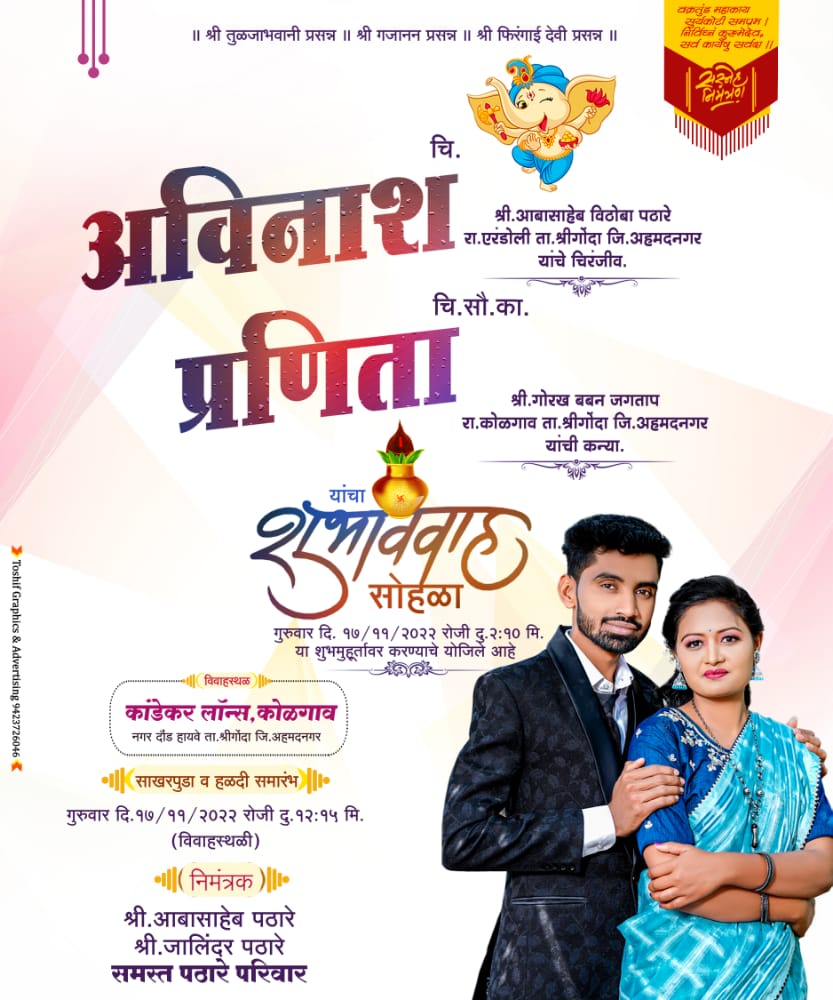 ॥ श्री तुळजाभवानी प्रसन्न ॥ श्री गजानन प्रसन्न ॥ श्री फिरंगाई देवी प्रसन्न ॥
वक्रतुंड महाकाय
सुर्यकोटी समप्रभ।
निर्विघ्नं कुरूमेदेव,
सर्व कार्येषु सर्वदा॥
सस्नेह
निमंत्रण
चि.
अविनाश
श्री.आबासाहेब विठोबा पठारे
रा.एरंडोली ता.श्रीगोंदा जि.अहमदनगर
यांचे चिरंजीव.
चि.सौ.का.
प्रणिता
श्री.गोरख बबन जगताप
रा.कोळगाव ता.श्रीगोंदा जि.अहमदनगर
यांची कन्या.
यांचा
शुभविवाह
सोहळा
गुरुवार दि. १७/११/२०२२ रोजी दु.२:१० मि.
या शुभमुहूर्तावर करण्याचे योजिले आहे
विवाहस्थळ
कांडेकर लॉन्स,कोळगाव
नगर दौंड हायवे ता.श्रीगोंदा जि.अहमदनगर
साखरपुडा व हळदी समारंभ
गुरुवार दि.१७/११/२०२२ रोजी दु.१२:१५ मि.
(विवाहस्थळी)
निमंत्रक
श्री.आबासाहेब पठारे
श्री.जालिंदर पठारे
समस्त पठारे परिवार
Toshif Graphics & Advertising 9423726046